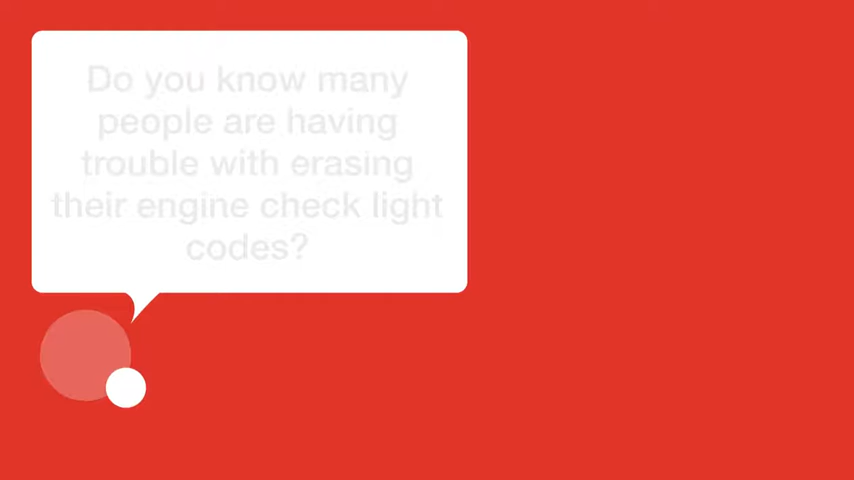 Do you know many
people are having
trouble with erasing
their engine check light
codes?